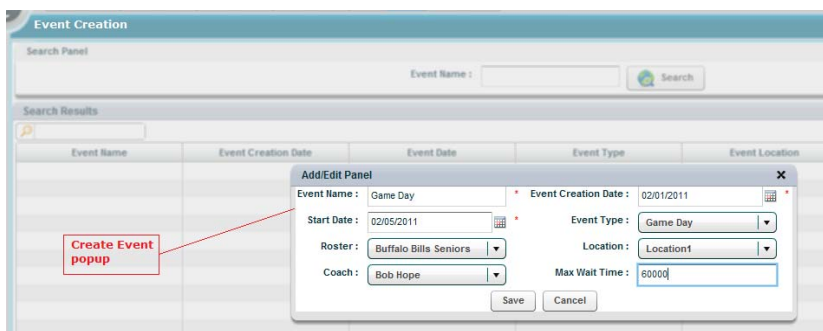 Event Creation
Search Panel
Event Name :
Search
Search Results
Event Name Event Creation Date Event Date Event Type Event Location
Add/Edit Panel x
Event Name : Game Day * Event Creation Date : 02/01/2011 *
Start Date : 02/05/2011 * Event Type : Game Day
Roster : Buffalo Bills Seniors Location : Location1
Coach : Bob Hope Max Wait Time : 60000
Save Cancel
Create Event
popup